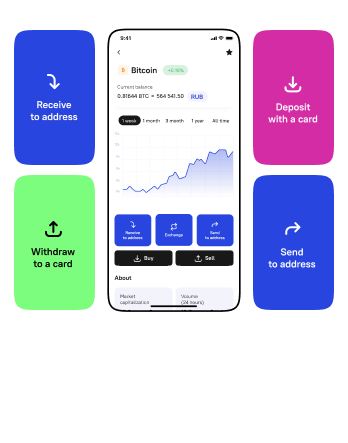 Receive
to address
Withdraw
to a card
9:41
Bitcoin
Current balance
0.81644 BTC ≈ 564 541.50 RUB
1 week 1 month 3 month 1 year All time
Receive
to address
Exchange
Send
to address
Buy
Sell
About
Market
capitalization
Volume
(24 hours)
Deposit
with a card
Send
to address